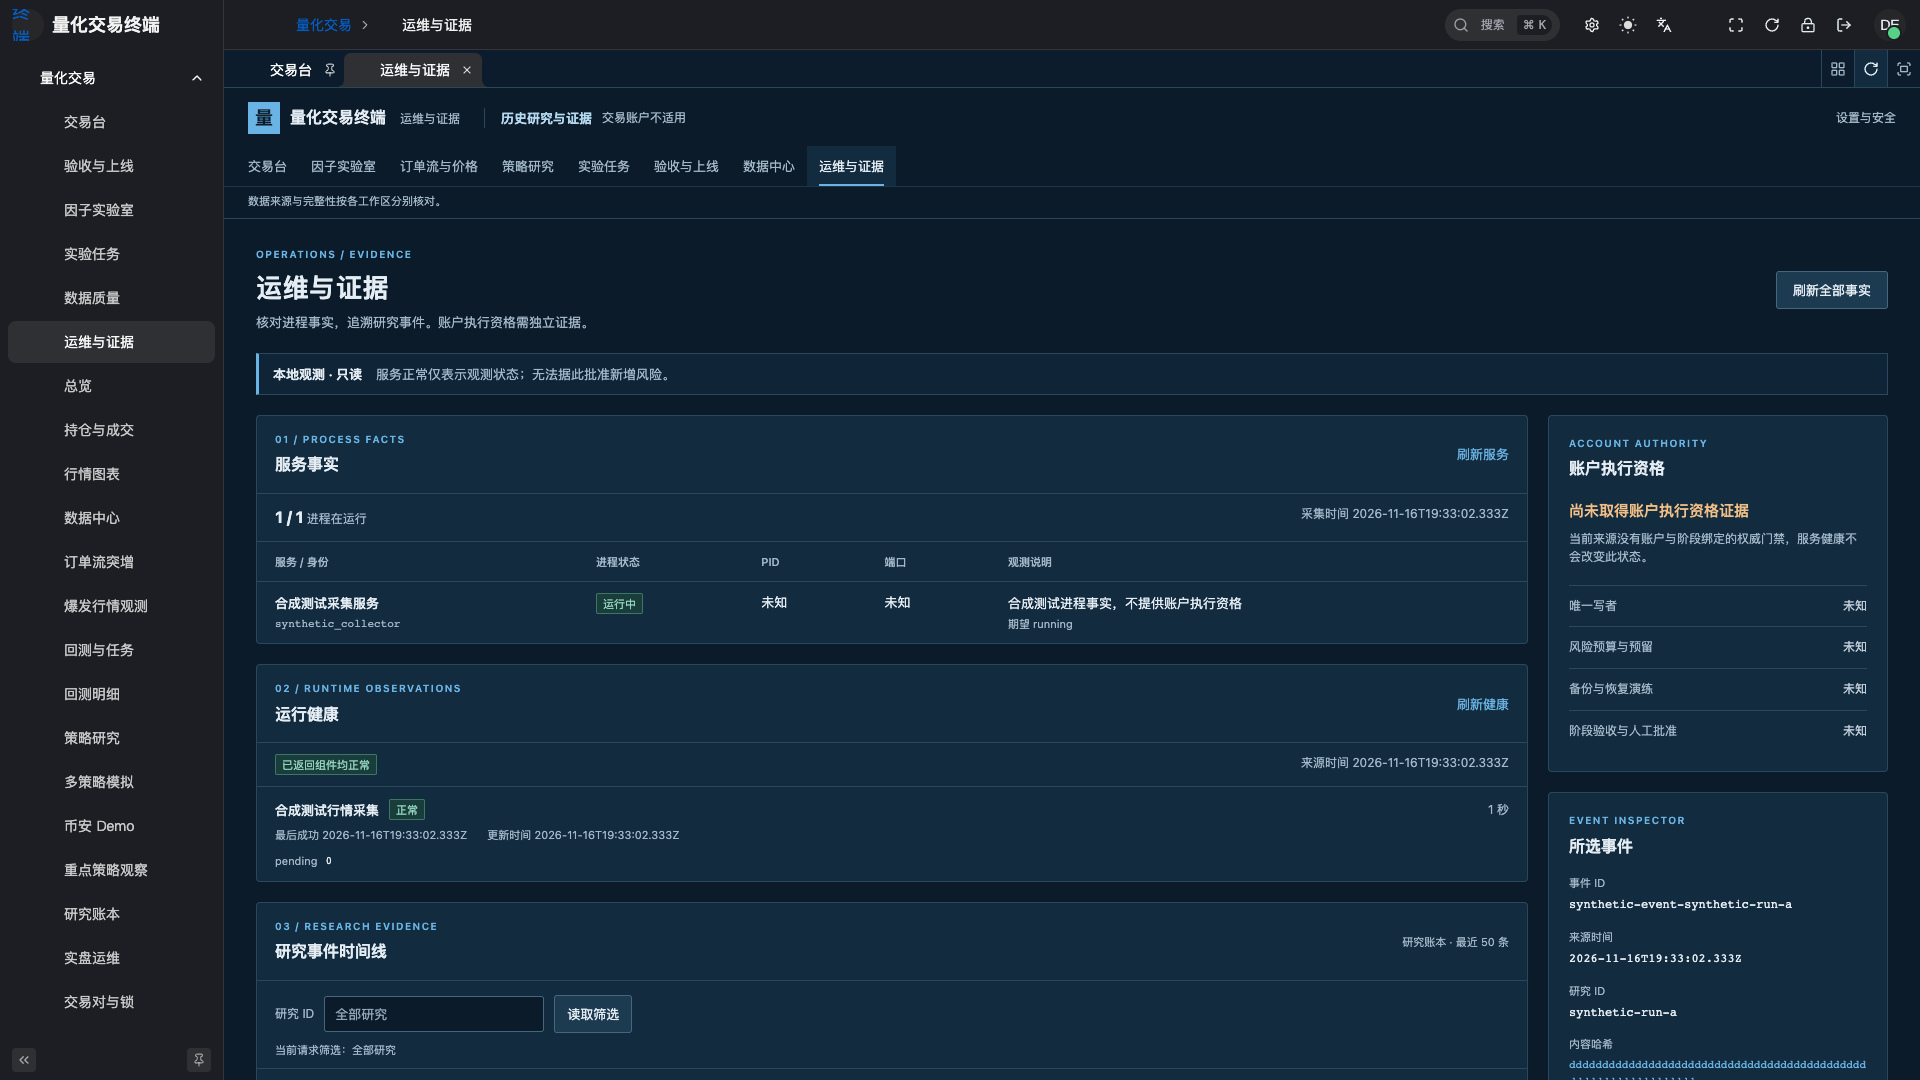 终端
量化交易终端
量化交易
交易台
验收与上线
因子实验室
实验任务
数据质量
运维与证据
总览
持仓与成交
行情图表
数据中心
订单流突增
爆发行情观测
回测与任务
回测明细
策略研究
多策略模拟
币安 Demo
重点策略观察
研究账本
实盘运维
交易对与锁
量化交易 > 运维与证据
搜索 ⌘ K
DE
交易台
运维与证据
量 量化交易终端 运维与证据
历史研究与证据 交易账户不适用
设置与安全
交易台 因子实验室 订单流与价格 策略研究 实验任务 验收与上线 数据中心 运维与证据
数据来源与完整性按各工作区分别核对。
OPERATIONS / EVIDENCE
运维与证据
核对进程事实，追溯研究事件。账户执行资格需独立证据。
刷新全部事实
本地观测 · 只读 服务正常仅表示观测状态；无法据此批准新增风险。
01 / PROCESS FACTS
服务事实
刷新服务
1 / 1 进程在运行
采集时间 2026-11-16T19:33:02.333Z
服务 / 身份 进程状态 PID 端口 观测说明
合成测试采集服务 运行中 未知 未知 合成测试进程事实，不提供账户执行资格
synthetic_collector 期望 running
02 / RUNTIME OBSERVATIONS
运行健康
刷新健康
已返回组件均正常
来源时间 2026-11-16T19:33:02.333Z
合成测试行情采集 正常 1 秒
最后成功 2026-11-16T19:33:02.333Z 更新时间 2026-11-16T19:33:02.333Z
pending 0
03 / RESEARCH EVIDENCE
研究事件时间线
研究账本 · 最近 50 条
研究 ID 全部研究 读取筛选
当前请求筛选：全部研究
ACCOUNT AUTHORITY
账户执行资格
尚未取得账户执行资格证据
当前来源没有账户与阶段绑定的权威门禁，服务健康不
会改变此状态。
唯一写者 未知
风险预算与预留 未知
备份与恢复演练 未知
阶段验收与人工批准 未知
EVENT INSPECTOR
所选事件
事件 ID
synthetic-event-synthetic-run-a
来源时间
2026-11-16T19:33:02.333Z
研究 ID
synthetic-run-a
内容哈希